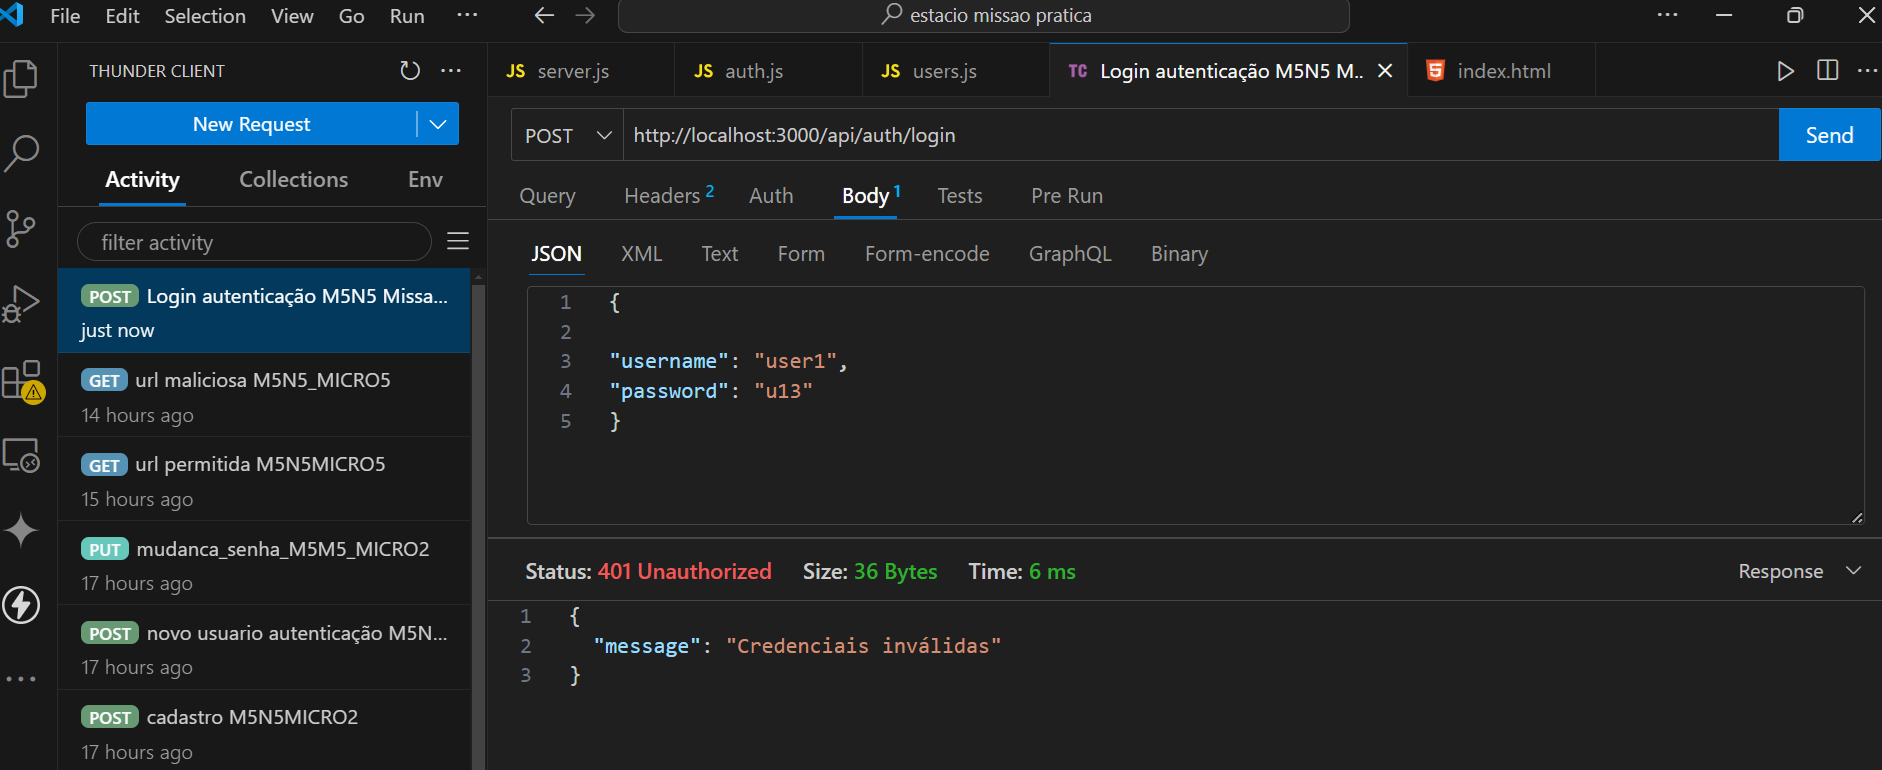 File Edit Selection View Go Run ··· estacio missao pratica ···
THUNDER CLIENT ···
JS server.js JS auth.js JS users.js TC Login autenticação M5N5 M.. index.html ···
New Request
Activity Collections Env
filter activity
POST Login autenticação M5N5 Missa...
just now
GET url maliciosa M5N5_MICRO5
14 hours ago
GET url permitida M5N5MICRO5
15 hours ago
PUT mudanca_senha_M5M5_MICRO2
17 hours ago
POST novo usuario autenticação M5N...
17 hours ago
POST cadastro M5N5MICRO2
17 hours ago
···
POST http://localhost:3000/api/auth/login Send
Query Headers 2 Auth Body 1 Tests Pre Run
JSON XML Text Form Form-encode GraphQL Binary
1 {
2
3 "username": "user1",
4 "password": "u13"
5 }
Status: 401 Unauthorized Size: 36 Bytes Time: 6 ms Response
1 {
2 "message": "Credenciais inválidas"
3 }